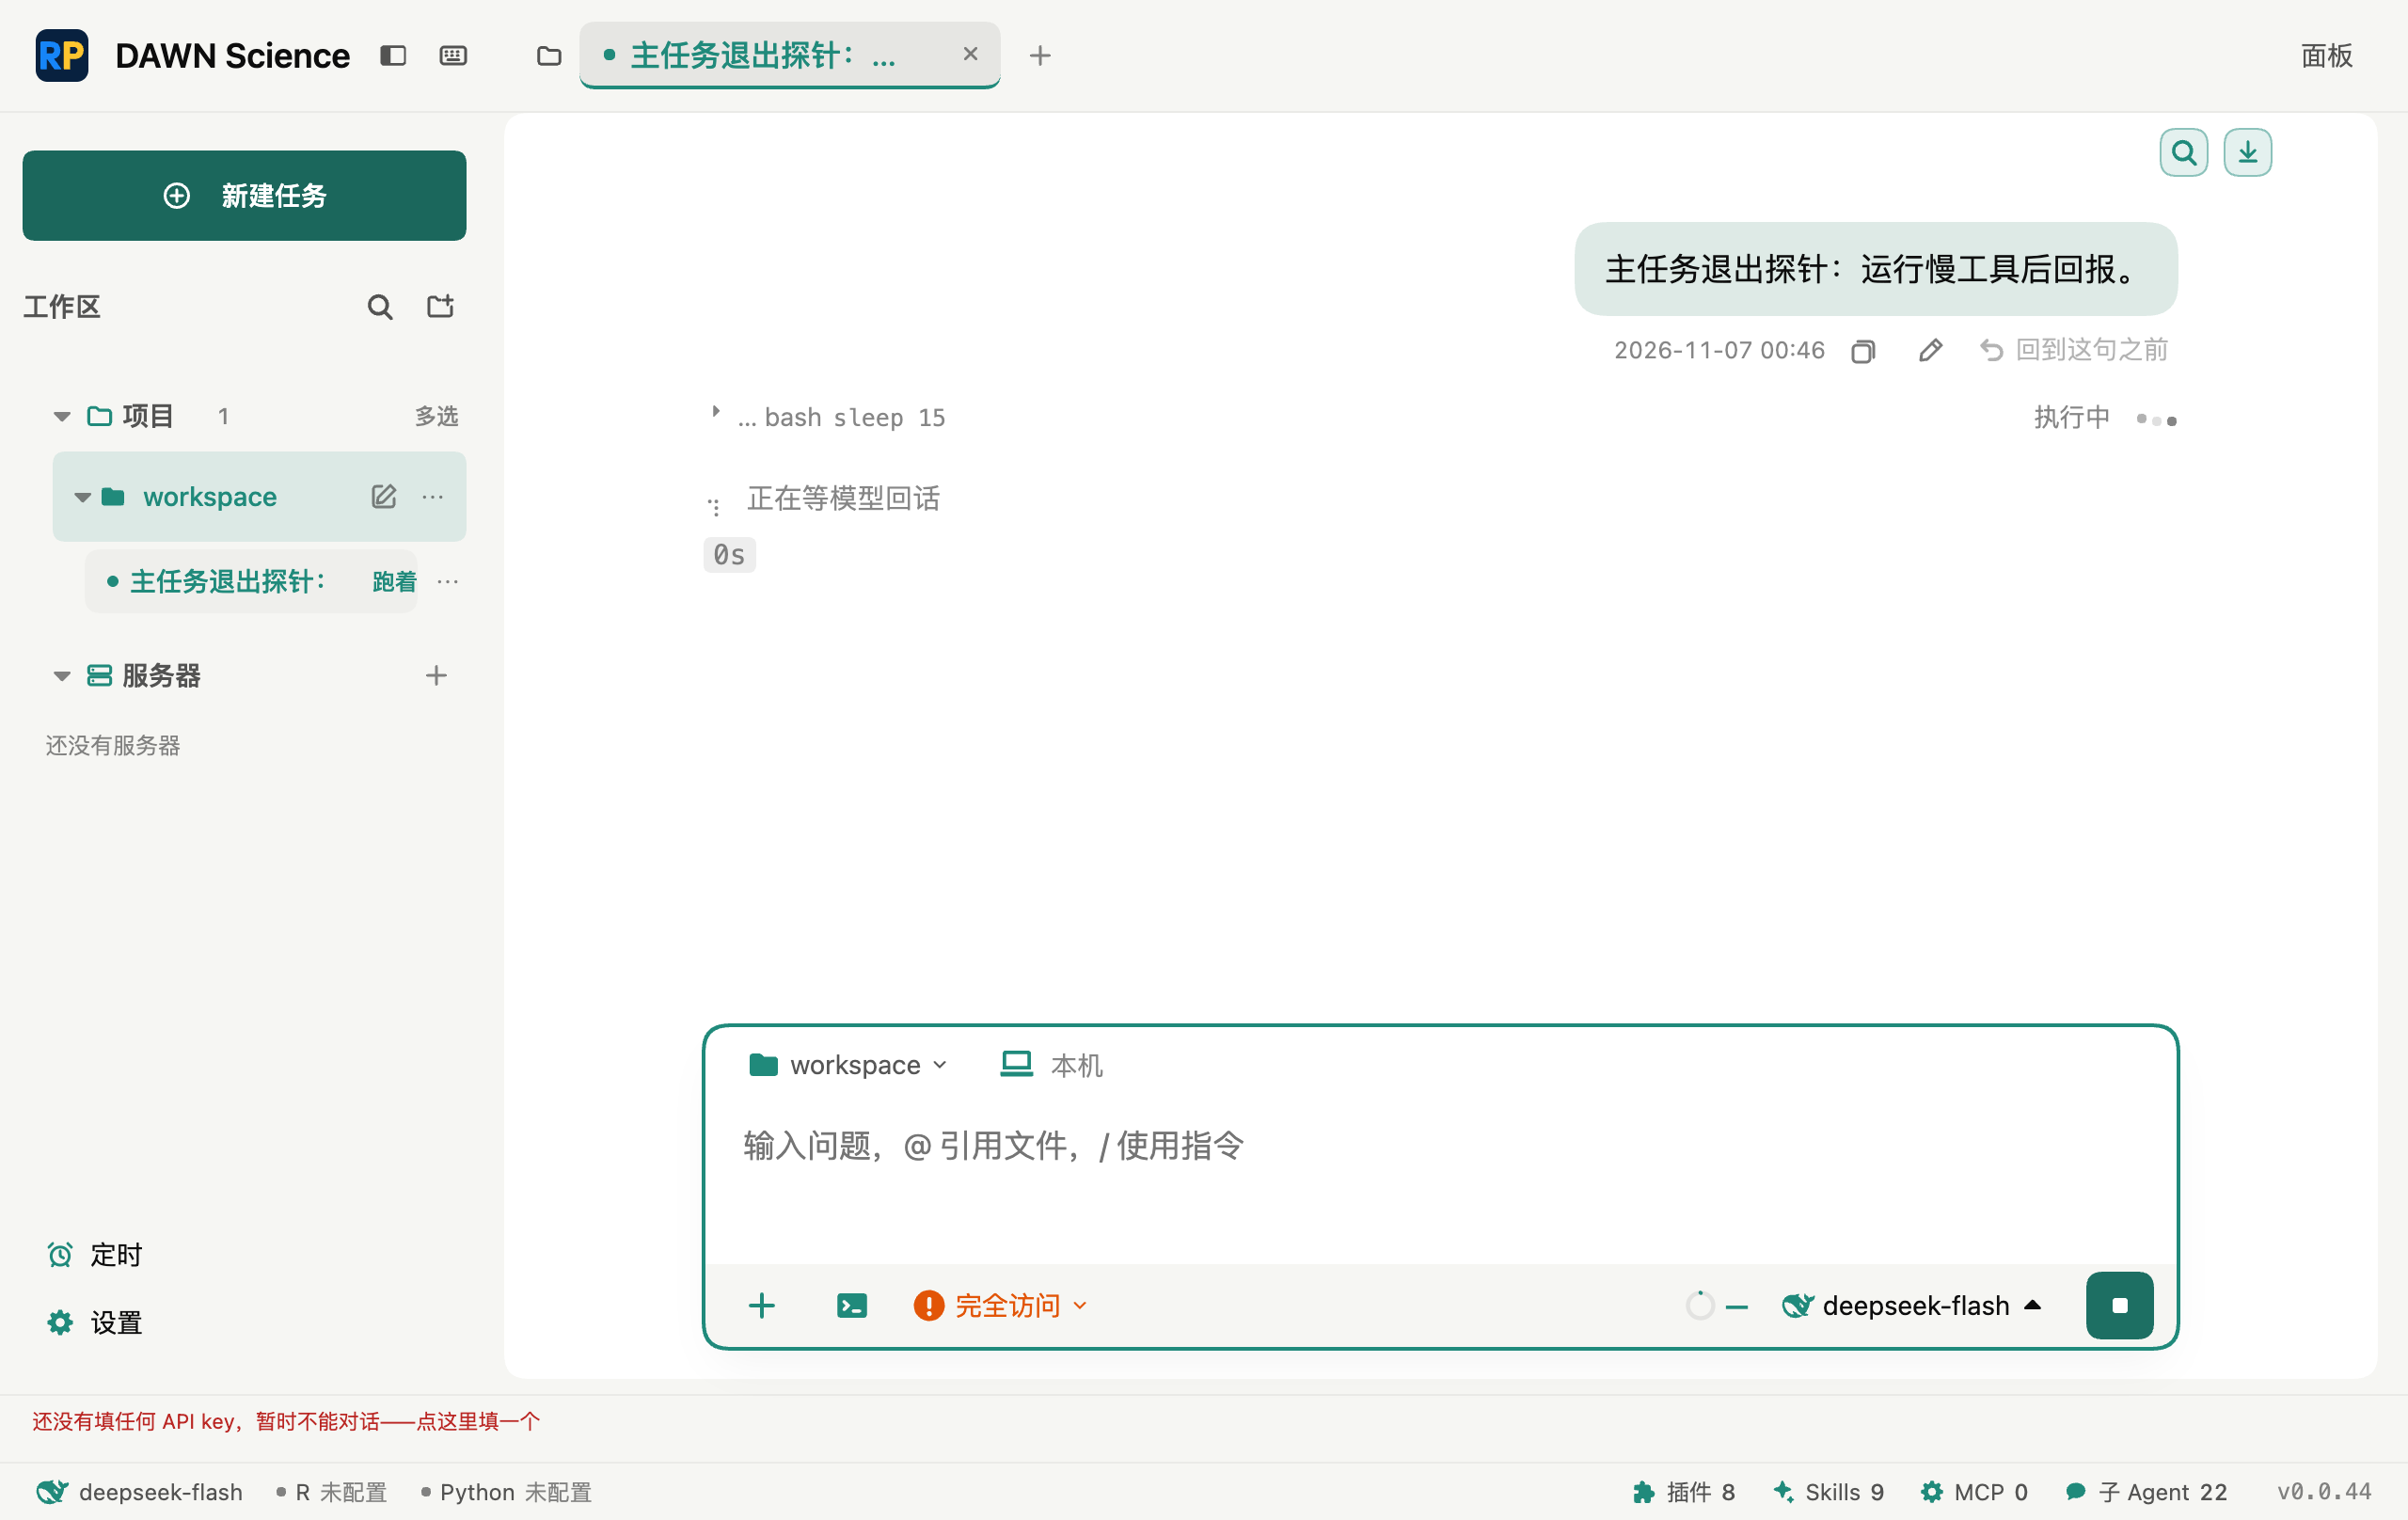 RP DAWN Science
主任务退出探针：...
面板
新建任务
工作区
项目 1 多选
workspace
主任务退出探针： 跑着
服务器
还没有服务器
定时
设置
主任务退出探针：运行慢工具后回报。
2026-11-07 00:46 回到这句之前
... bash sleep 15 执行中
正在等模型回话
0s
workspace 本机
输入问题，@ 引用文件，/ 使用指令
完全访问 deepseek-flash
还没有填任何 API key，暂时不能对话——点这里填一个
deepseek-flash R 未配置 Python 未配置 插件 8 Skills 9 MCP 0 子 Agent 22 v0.0.44